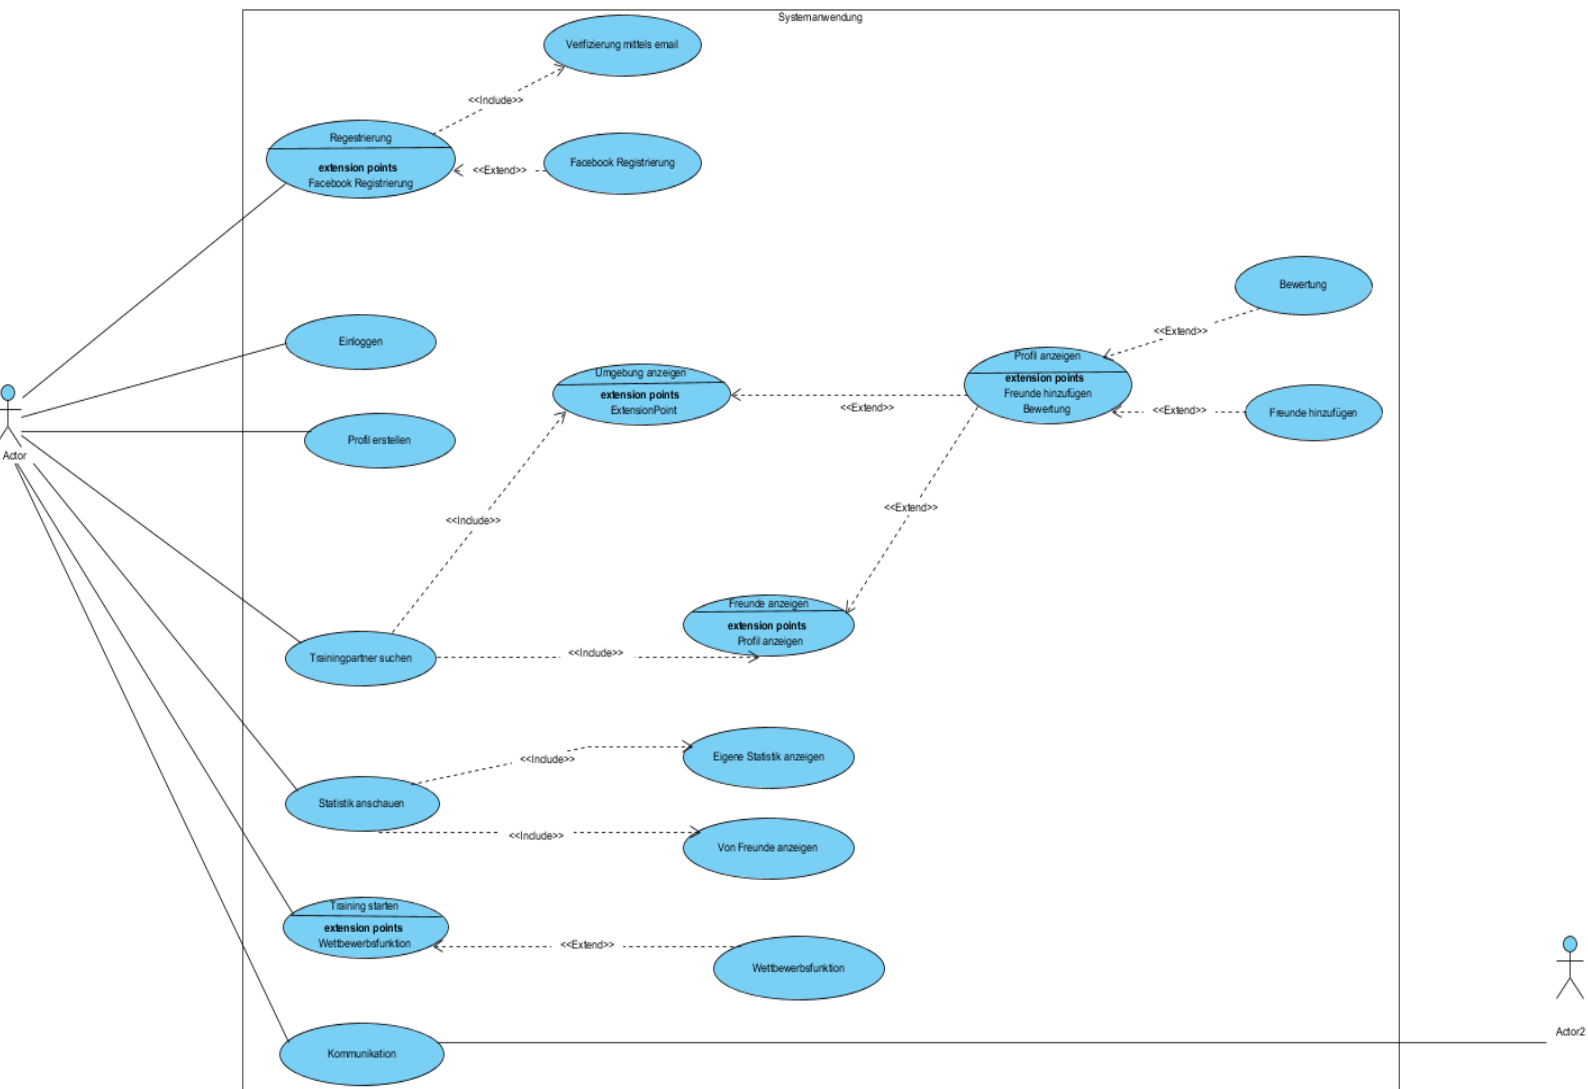 Systemanwendung
Verifizierung mittels email
<<Include>>
Regestrierung
extension points
Facebook Registrierung
<<Extend>>
Facebook Registrierung
Bewertung
<<Extend>>
Einloggen
Profil anzeigen
extension points
Freunde hinzufügen
Bewertung
Umgebung anzeigen
extension points
ExtensionPoint
<<Extend>>
<<Extend>>
Freunde hinzufügen
Profil erstellen
Actor
<<Extend>>
<<Include>>
Freunde anzeigen
extension points
Profil anzeigen
Trainingpartner suchen
<<Include>>
Eigene Statistik anzeigen
<<Include>>
Statistik anschauen
<<Include>>
Von Freunde anzeigen
Training starten
extension points
Wettbewerbsfunktion
<<Extend>>
Wettbewerbsfunktion
Actor2
Kommunikation